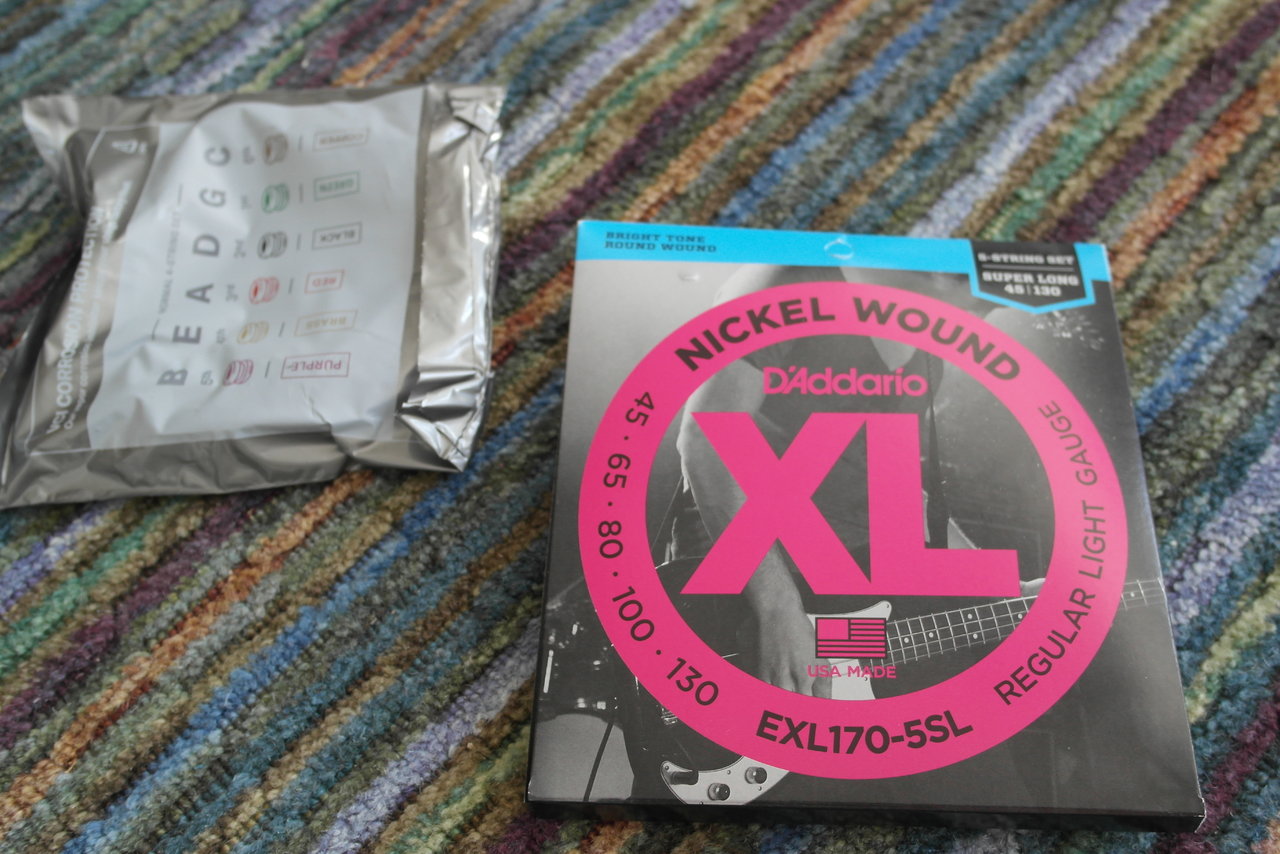 BRIGHT TONE
ROUND WOUND
5-STRING SET
SUPER LONG
45 | 130
NICKEL WOUND
D'Addario
XL
45 · 65 · 80 · 100 · 130
REGULAR LIGHT GAUGE
USA MADE
EXL170-5SL
C
G
D
A
E
B
COPPER
GREEN
BLACK
RED
BRASS
PURPLE
CORROSION PROTECTION